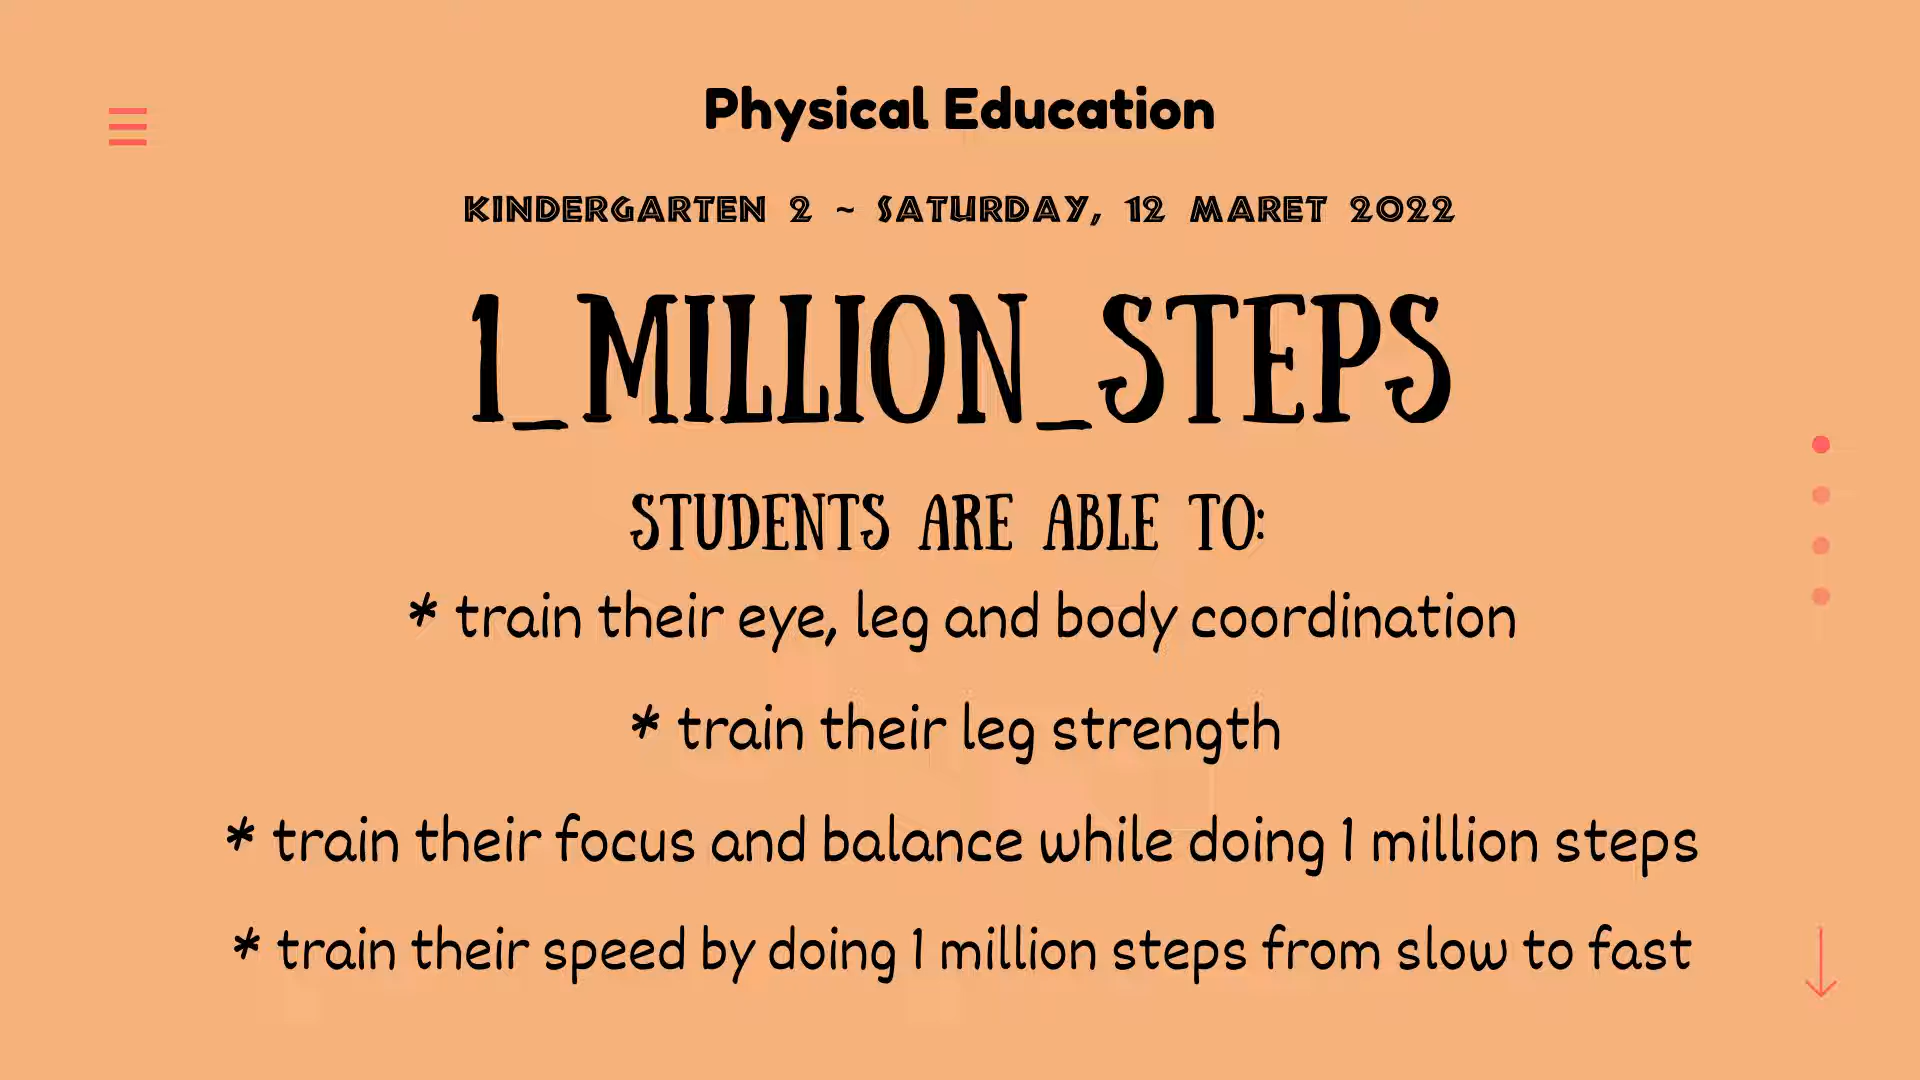 Physical Education
KINDERGARTEN 2 ~ SATURDAY, 12 MARET 2022
1_MILLION_STEPS
STUDENTS ARE ABLE TO:
* train their eye, leg and body coordination
* train their leg strength
* train their focus and balance while doing 1 million steps
* train their speed by doing 1 million steps from slow to fast